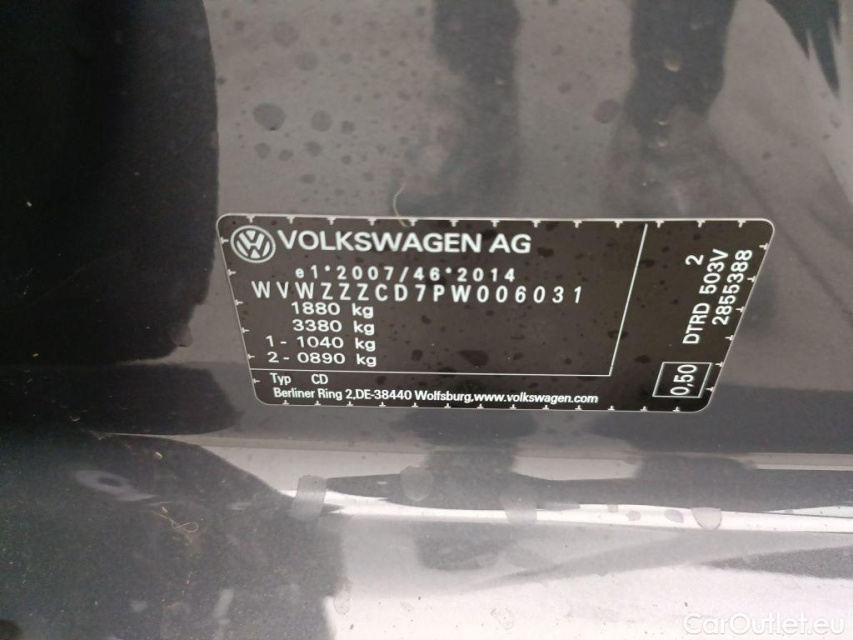 VOLKSWAGEN AG
e1*2007/46*2014
WVWZZZCD7PW006031
1880 kg
3380 kg
1 - 1040 kg
2 - 0890 kg
Typ CD
Berliner Ring 2,DE-38440 Wolfsburg,www.volkswagen.com
2
DTRD 503V
2855388
0,50
CarOutlet.eu